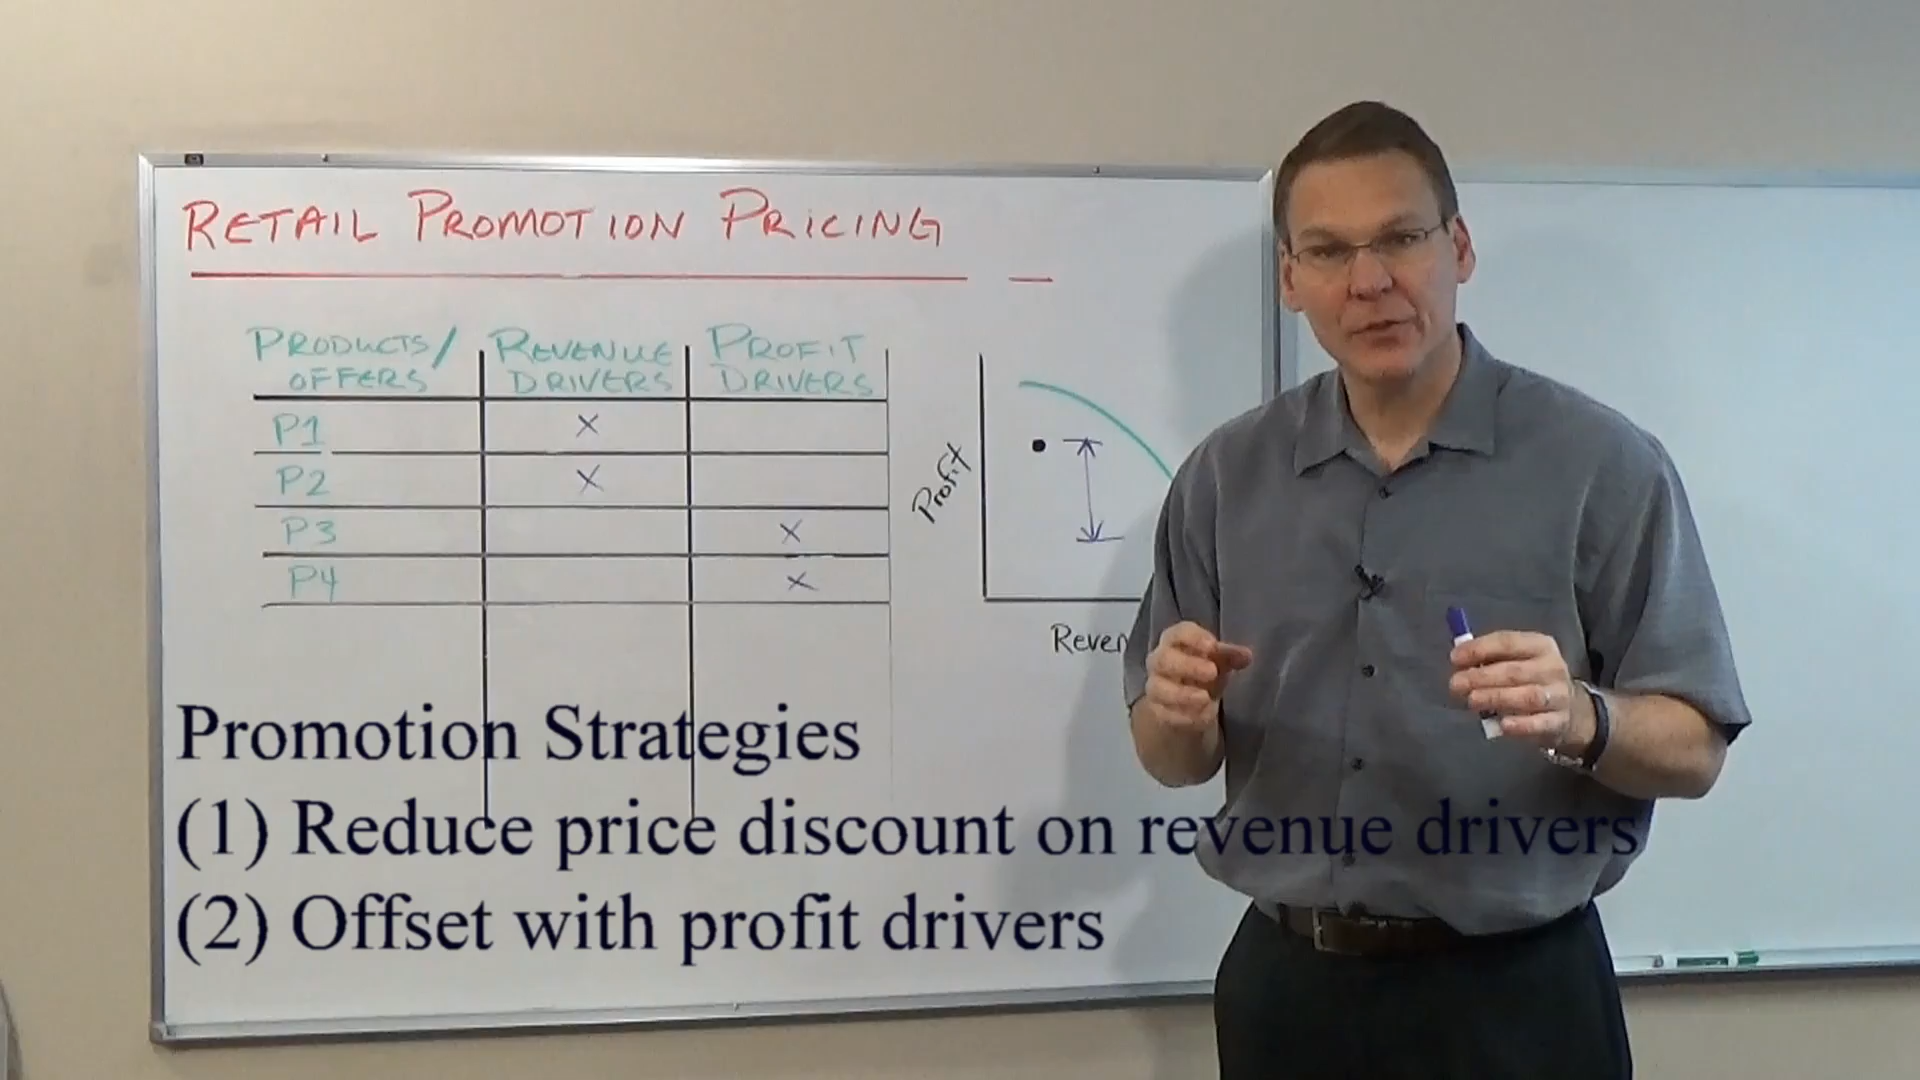 RETAIL PROMOTION PRICING
PRODUCTS/ OFFERS
REVENUE DRIVERS
PROFIT DRIVERS
P1 X
P2 X
P3 X
P4 X
Profit
Reven
Promotion Strategies
(1) Reduce price discount on revenue drivers
(2) Offset with profit drivers